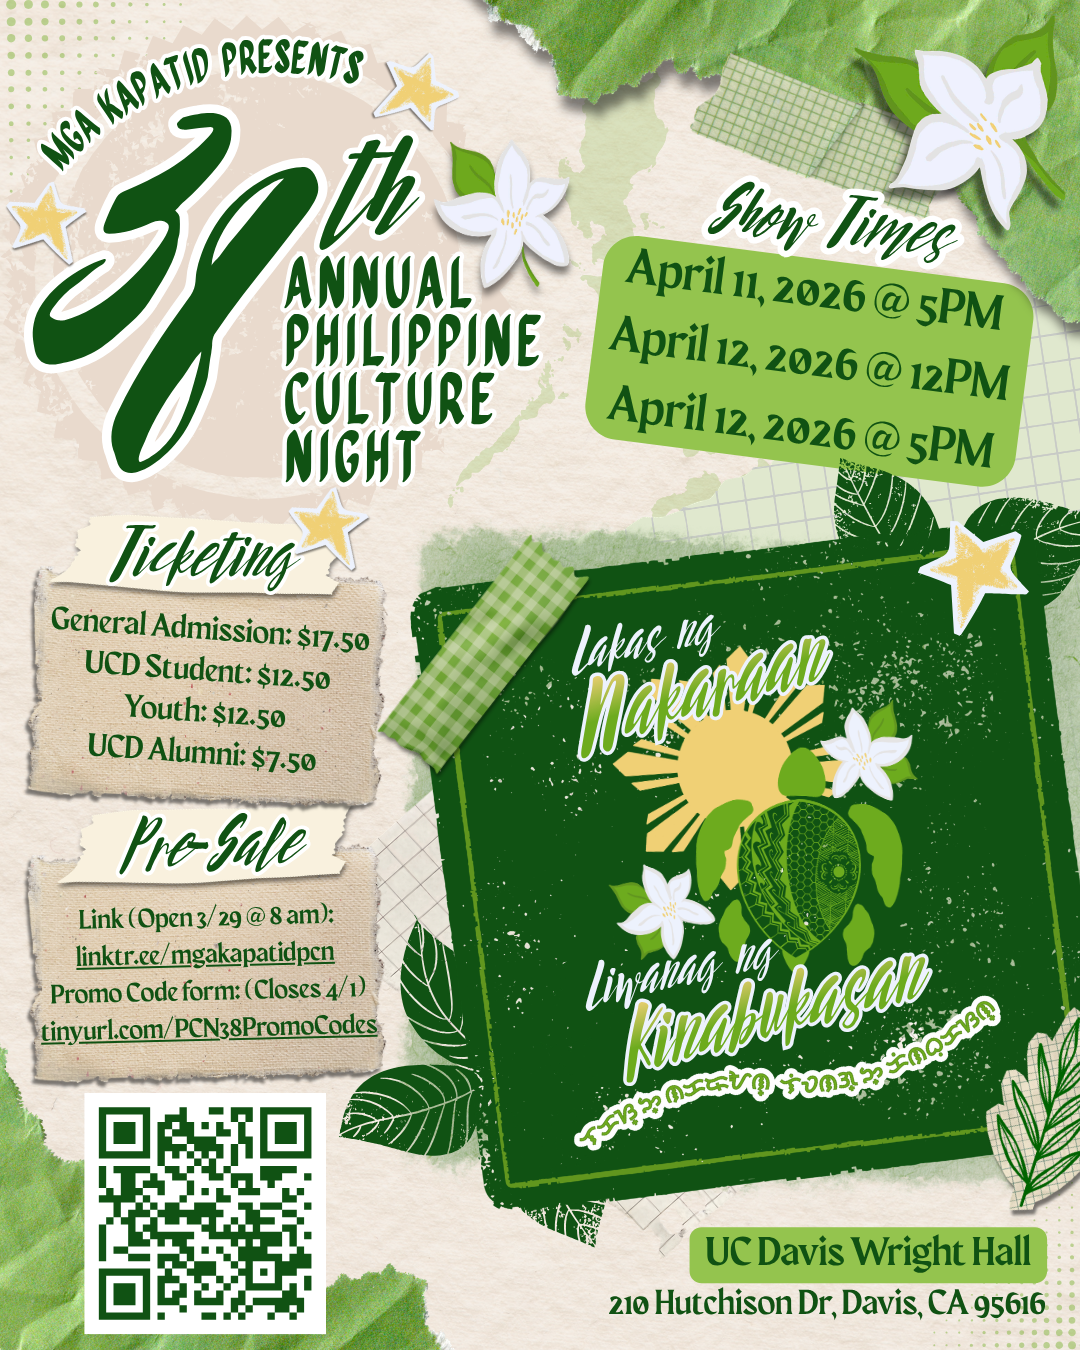 MGA KAPATID PRESENTS
38th
ANNUAL
PHILIPPINE
CULTURE
NIGHT
Show Times
April 11, 2026 @ 5PM
April 12, 2026 @ 12PM
April 12, 2026 @ 5PM
Ticketing
General Admission: $17.50
UCD Student: $12.50
Youth: $12.50
UCD Alumni: $7.50
Pre-Sale
Link (Open 3/29 @ 8 am):
linktr.ee/mgakapatidpcn
Promo Code form: (Closes 4/1)
tinyurl.com/PCN38PromoCodes
Lakas ng
Nakaraan
Liwanag ng
Kinabukasan
UC Davis Wright Hall
210 Hutchison Dr, Davis, CA 95616